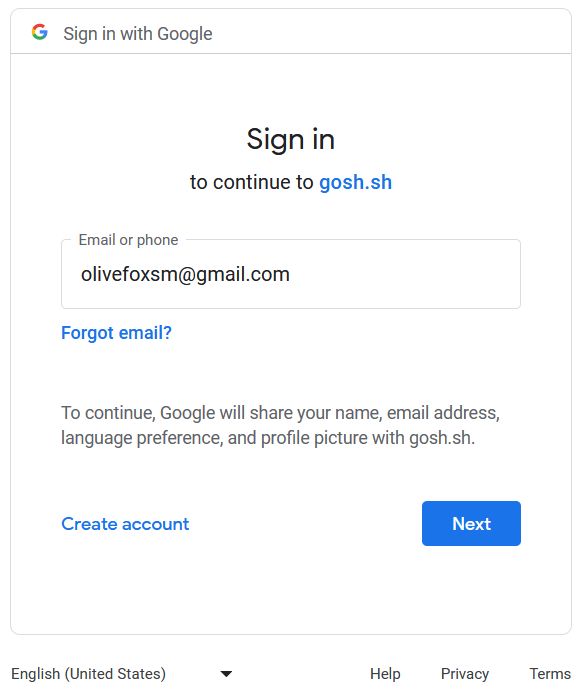 Sign in with Google
Sign in
to continue to gosh.sh
Email or phone
olivefoxsm@gmail.com
Forgot email?
To continue, Google will share your name, email address,
language preference, and profile picture with gosh.sh.
Create account
Next
English (United States)
Help
Privacy
Terms